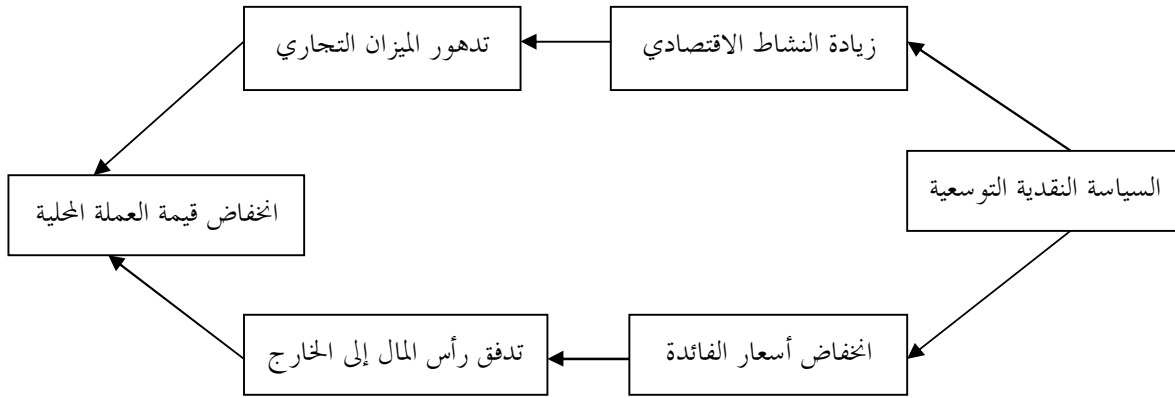 زيادة النشاط الاقتصادي
تدهور الميزان التجاري
السياسة النقدية التوسعية
انخفاض قيمة العملة المحلية
انخفاض أسعار الفائدة
تدفق رأس المال إلى الخارج